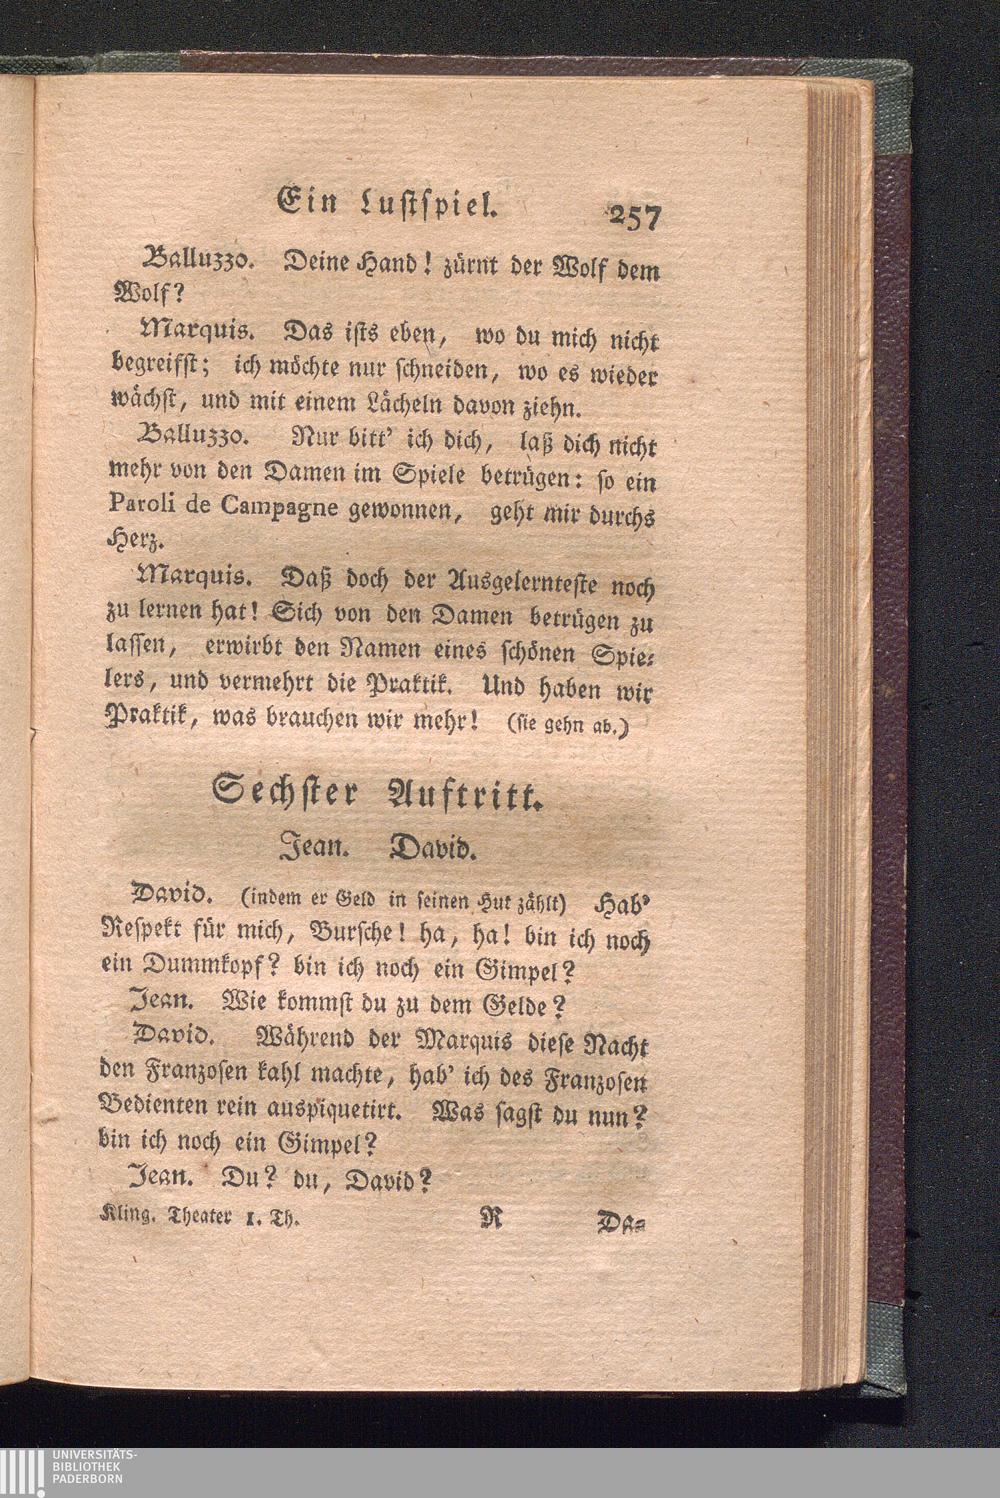 Ein Lustspiel. 257
Balluzzo. Deine Hand! zürnt der Wolf dem
Wolf?
Marquis. Das ists eben, wo du mich nicht
begreifst; ich möchte nur schneiden, wo es wieder
wächst, und mit einem Lächeln davon ziehn.
Balluzzo. Nur bitt' ich dich, laß dich nicht
mehr von den Damen im Spiele betrügen: so ein
Paroli de Campagne gewonnen, geht mir durchs
Herz.
Marquis. Daß doch der Ausgelernteste noch
zu lernen hat! Sich von den Damen betrügen zu
lassen, erwirbt den Namen eines schönen Spie-
lers, und vermehrt die Praktik. Und haben wir
Praktik, was brauchen wir mehr! (sie gehn ab.)
Sechster Auftritt.
Jean. David.
David. (indem er Geld in seinen Hut zählt) Hab'
Respekt für mich, Bursche! ha, ha! bin ich noch
ein Dummkopf? bin ich noch ein Gimpel?
Jean. Wie kommst du zu dem Gelde?
David. Während der Marquis diese Nacht
den Franzosen kahl machte, hab' ich des Franzosen
Bedienten rein auspiquetirt. Was sagst du nun?
bin ich noch ein Gimpel?
Jean. Du? du, David?
Kling. Theater 1. Th. R Da-
UNIVERSITÄTS-
BIBLIOTHEK
PADERBORN